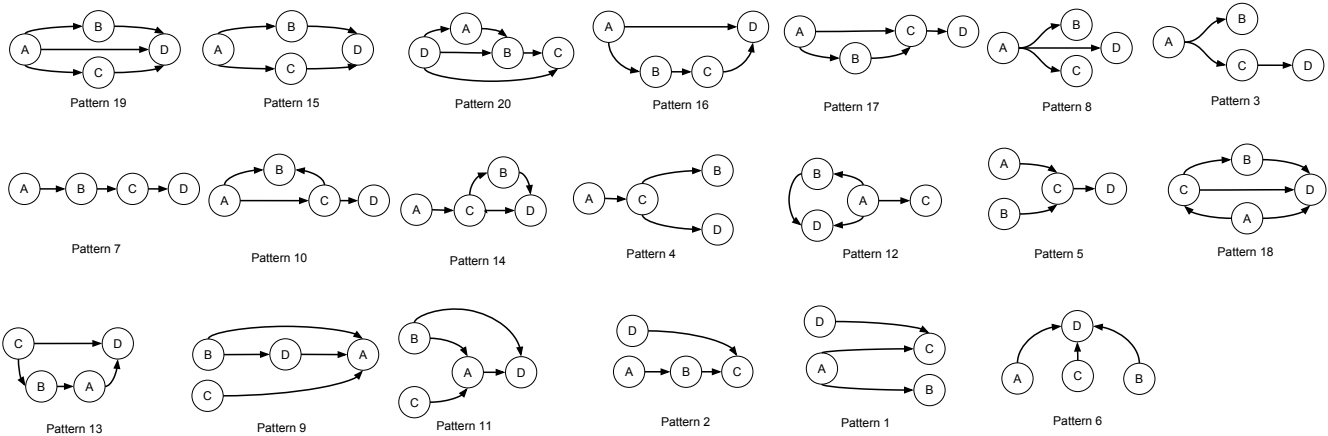 A B C D
Pattern 19
A B C D
Pattern 15
D A B C
Pattern 20
A B C D
Pattern 16
A B C D
Pattern 17
A B D C
Pattern 8
A B C D
Pattern 3
A B C D
Pattern 7
A B C D
Pattern 10
A C B D
Pattern 14
A C B D
Pattern 4
B A C D
Pattern 12
A B C D
Pattern 5
C B D A
Pattern 18
C D B A
Pattern 13
B D A C
Pattern 9
B A D C
Pattern 11
D A B C
Pattern 2
D C A B
Pattern 1
D A C B
Pattern 6